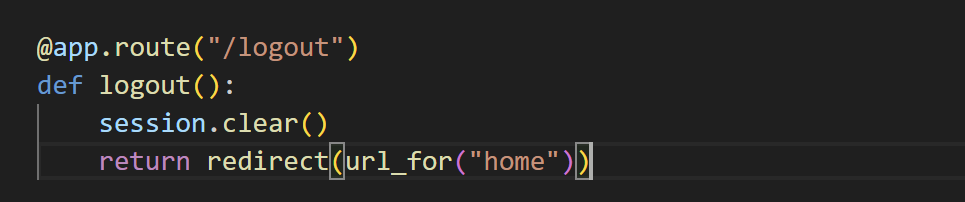 @app.route("/logout")
def logout():
    session.clear()
    return redirect(url_for("home"))